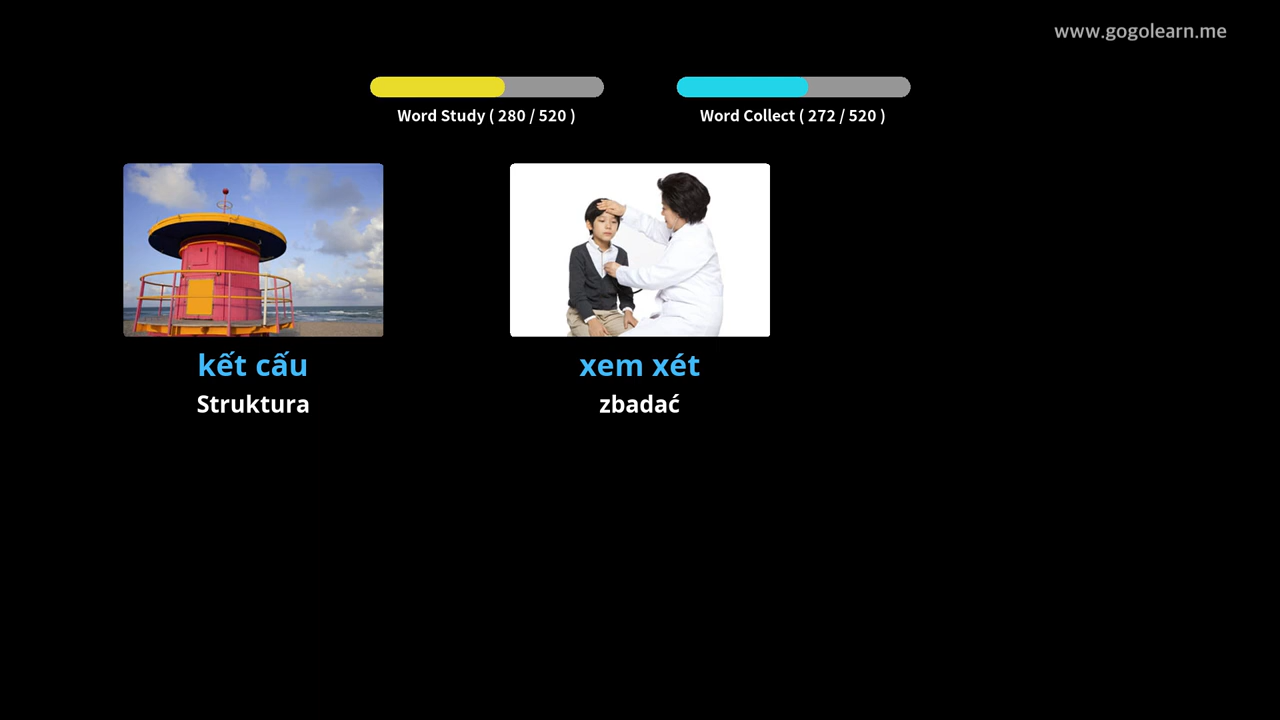 www.gogolearn.me
Word Study ( 280 / 520 )
Word Collect ( 272 / 520 )
kết cấu
Struktura
xem xét
zbadać